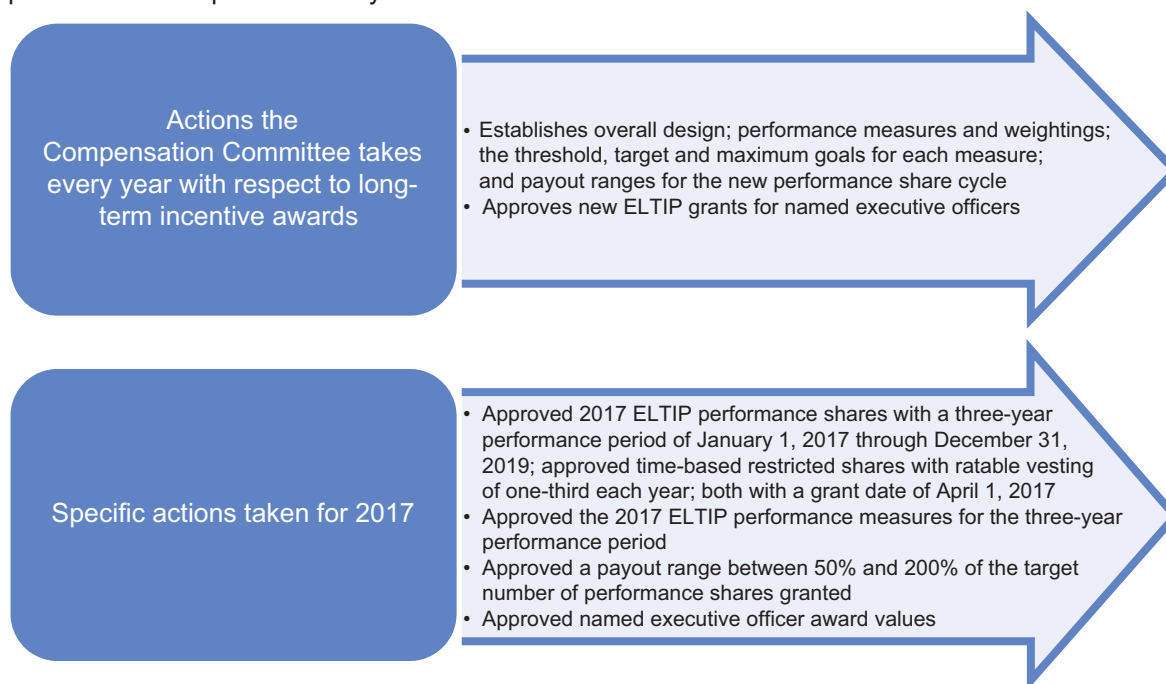 Actions the
Compensation Committee takes
every year with respect to long-
term incentive awards
• Establishes overall design; performance measures and weightings;
the threshold, target and maximum goals for each measure;
and payout ranges for the new performance share cycle
• Approves new ELTIP grants for named executive officers
Specific actions taken for 2017
• Approved 2017 ELTIP performance shares with a three-year
performance period of January 1, 2017 through December 31,
2019; approved time-based restricted shares with ratable vesting
of one-third each year; both with a grant date of April 1, 2017
• Approved the 2017 ELTIP performance measures for the three-year
performance period
• Approved a payout range between 50% and 200% of the target
number of performance shares granted
• Approved named executive officer award values